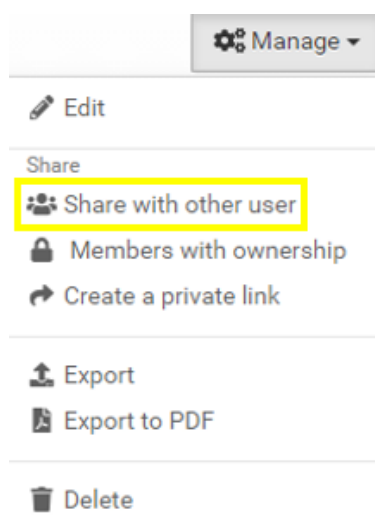 Manage
Edit
Share
Share with other user
Members with ownership
Create a private link
Export
Export to PDF
Delete